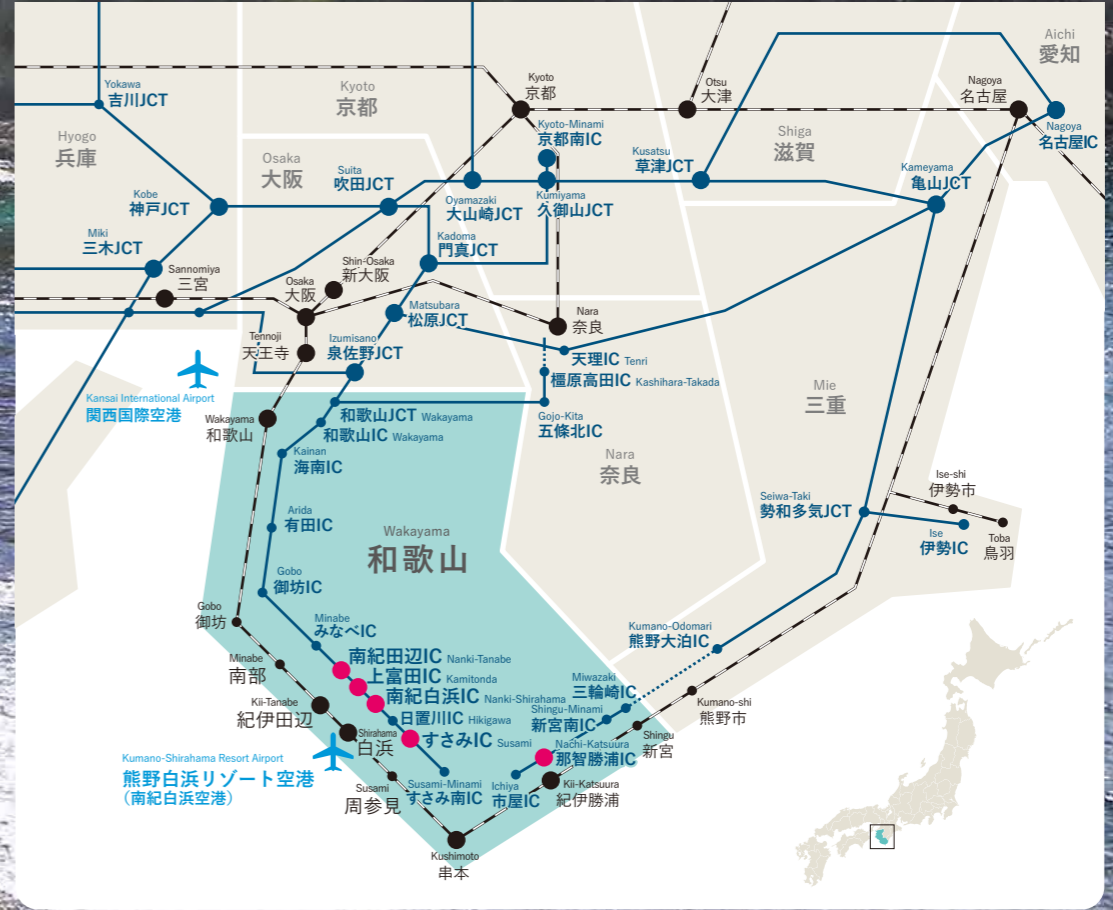 Aichi
愛知
Yokawa
吉川JCT
Kyoto
京都
Kyoto
京都
Otsu
大津
Nagoya
名古屋
Nagoya
名古屋IC
Hyogo
兵庫
Osaka
大阪
Kyoto-Minami
京都南IC
Shiga
滋賀
Kusatsu
草津JCT
Kameyama
亀山JCT
Suita
吹田JCT
Kobe
神戸JCT
Oyamazaki
大山崎JCT
Kumiyama
久御山JCT
Miki
三木JCT
Kadoma
門真JCT
Sannomiya
三宮
Shin-Osaka
新大阪
Osaka
大阪
Matsubara
松原JCT
Nara
奈良
Tennoji
天王寺
Izumisano
泉佐野JCT
天理IC Tenri
橿原高田IC Kashihara-Takada
Kansai International Airport
関西国際空港
Mie
三重
Wakayama
和歌山
和歌山JCT Wakayama
和歌山IC Wakayama
Gojo-Kita
五條北IC
Kainan
海南IC
Nara
奈良
Ise-shi
伊勢市
Seiwa-Taki
勢和多気JCT
Arida
有田IC
Ise
伊勢IC
Toba
鳥羽
Wakayama
和歌山
Gobo
御坊IC
Gobo
御坊
Minabe
みなべIC
Kumano-Odomari
熊野大泊IC
Minabe
南部
南紀田辺IC Nanki-Tanabe
上富田IC Kamitonda
南紀白浜IC Nanki-Shirahama
日置川IC Hikigawa
すさみIC Susami
Miwazaki
三輪崎IC
Shingu-Minami
新宮南IC
Kumano-shi
熊野市
Kii-Tanabe
紀伊田辺
Shirahama
白浜
Shingu
新宮
Nachi-Katsuura
那智勝浦IC
Kumano-Shirahama Resort Airport
熊野白浜リゾート空港
(南紀白浜空港)
Susami
周参見
Susami-Minami
すさみ南IC
Ichiya
市屋IC
Kii-Katsuura
紀伊勝浦
Kushimoto
串本